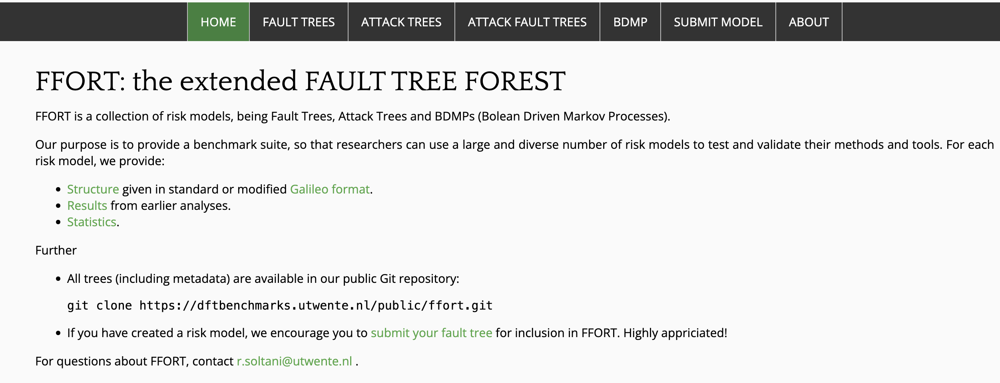 HOME FAULT TREES ATTACK TREES ATTACK FAULT TREES BDMP SUBMIT MODEL ABOUT
FFORT: the extended FAULT TREE FOREST
FFORT is a collection of risk models, being Fault Trees, Attack Trees and BDMPs (Bolean Driven Markov Processes).
Our purpose is to provide a benchmark suite, so that researchers can use a large and diverse number of risk models to test and validate their methods and tools. For each
risk model, we provide:
• Structure given in standard or modified Galileo format.
• Results from earlier analyses.
• Statistics.
Further
• All trees (including metadata) are available in our public Git repository:
git clone https://dftbenchmarks.utwente.nl/public/ffort.git
• If you have created a risk model, we encourage you to submit your fault tree for inclusion in FFORT. Highly appriciated!
For questions about FFORT, contact r.soltani@utwente.nl .